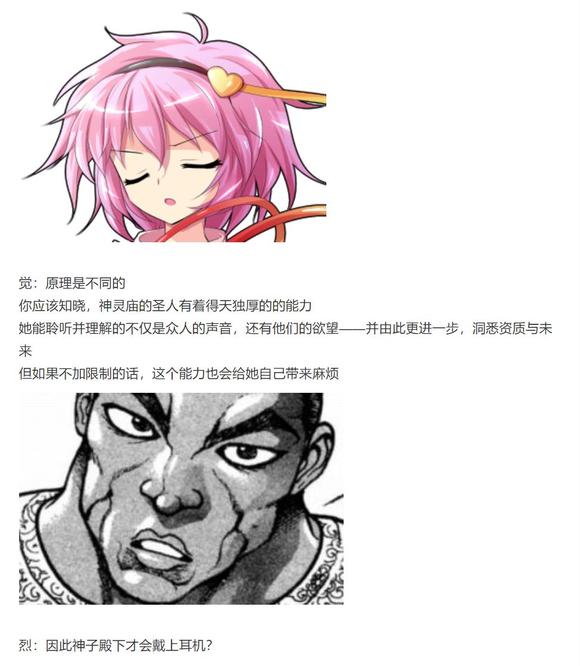 觉：原理是不同的
你应该知晓，神灵庙的圣人有着得天独厚的的能力
她能聆听并理解的不仅是众人的声音，还有他们的欲望——并由此更进一步，洞悉资质与未
来
但如果不加限制的话，这个能力也会给她自己带来麻烦
烈：因此神子殿下才会戴上耳机？